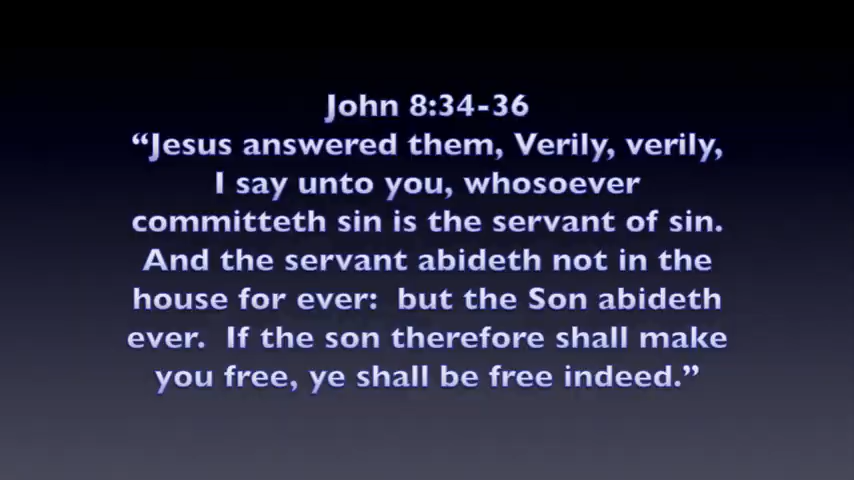 John 8:34-36
“Jesus answered them, Verily, verily,
I say unto you, whosoever
committeth sin is the servant of sin.
And the servant abideth not in the
house for ever:  but the Son abideth
ever.  If the son therefore shall make
you free, ye shall be free indeed.”